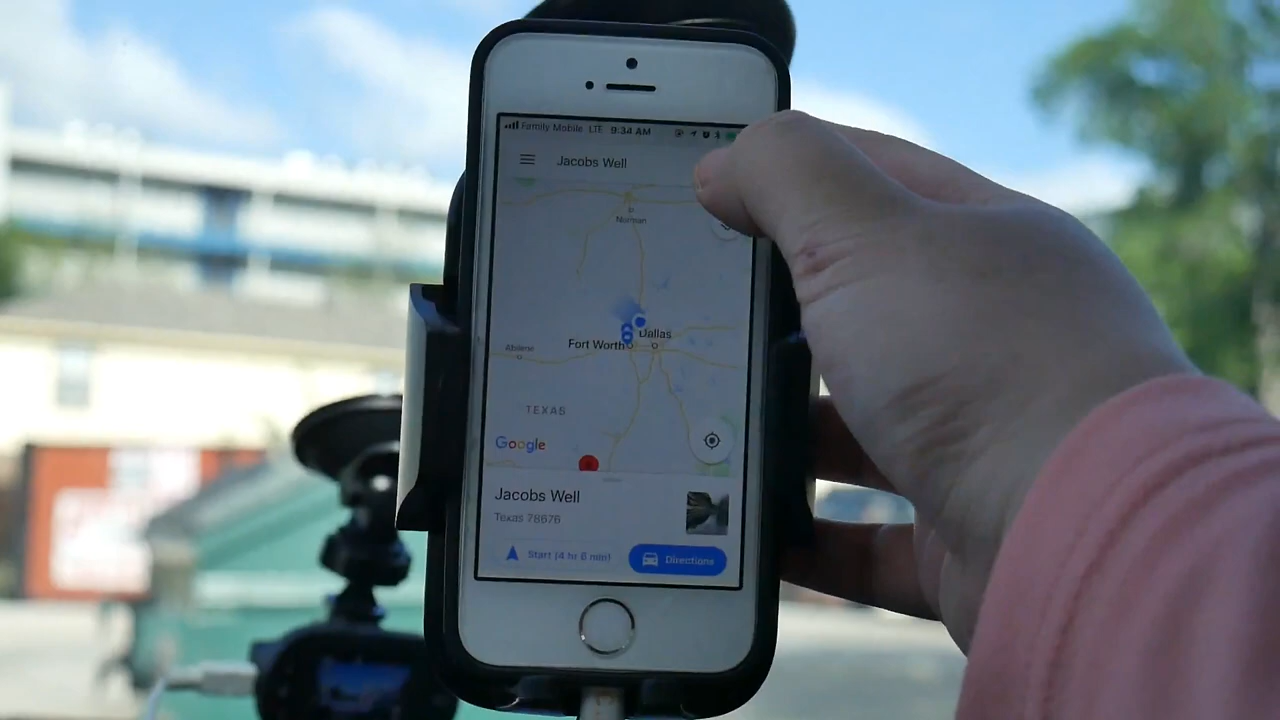 Family Mobile LTE 9:34 AM
Jacobs Well
Norman
Dallas
Fort Worth
Abilene
TEXAS
Google
Jacobs Well
Texas 78676
Start (4 hr 6 min)
Directions